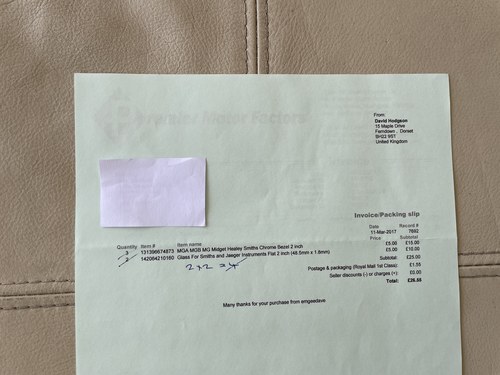 From:
David Hodgson
15 Maple Drive
Ferndown, Dorset
United Kingdom
Invoice/Packing slip
Date Record #
11-Mar-2017 7692
Quantity Item # Item name Price Subtotal
3 131396674873 MGA MGB MG Midget Healey Smiths Chrome Bezel 2 inch £5.00 £15.00
142064210160 Glass For Smiths and Jaeger Instruments Flat 2 inch (48.5mm x 1.8mm) £5.00 £10.00
2x2 =
Subtotal: £25.00
Postage & packaging (Royal Mail 1st Class): £1.55
Seller discounts (-) or charges (+): £0.00
Total: £26.55
Many thanks for your purchase from emgeedave